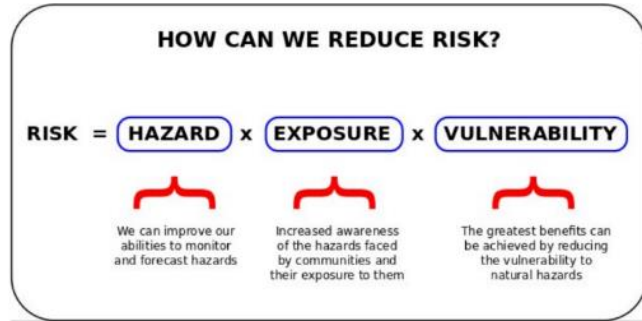 HOW CAN WE REDUCE RISK?
RISK = HAZARD x EXPOSURE x VULNERABILITY
We can improve our
abilities to monitor
and forecast hazards
Increased awareness
of the hazards faced
by communities and
their exposure to them
The greatest benefits can
be achieved by reducing
the vulnerability to
natural hazards